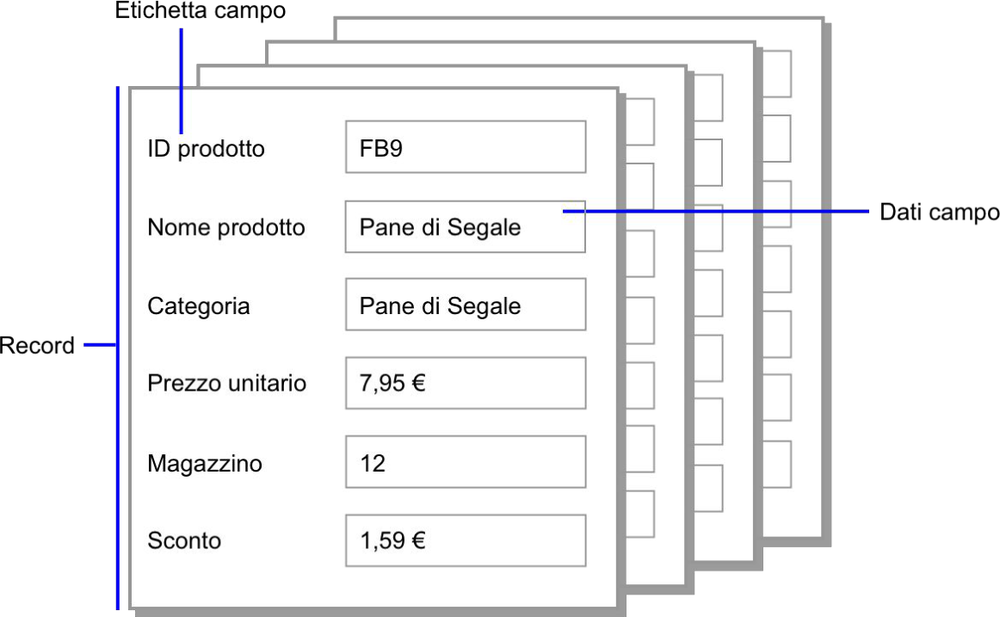 Etichetta campo
ID prodotto FB9
Nome prodotto Pane di Segale
Dati campo
Categoria Pane di Segale
Record
Prezzo unitario 7,95 €
Magazzino 12
Sconto 1,59 €